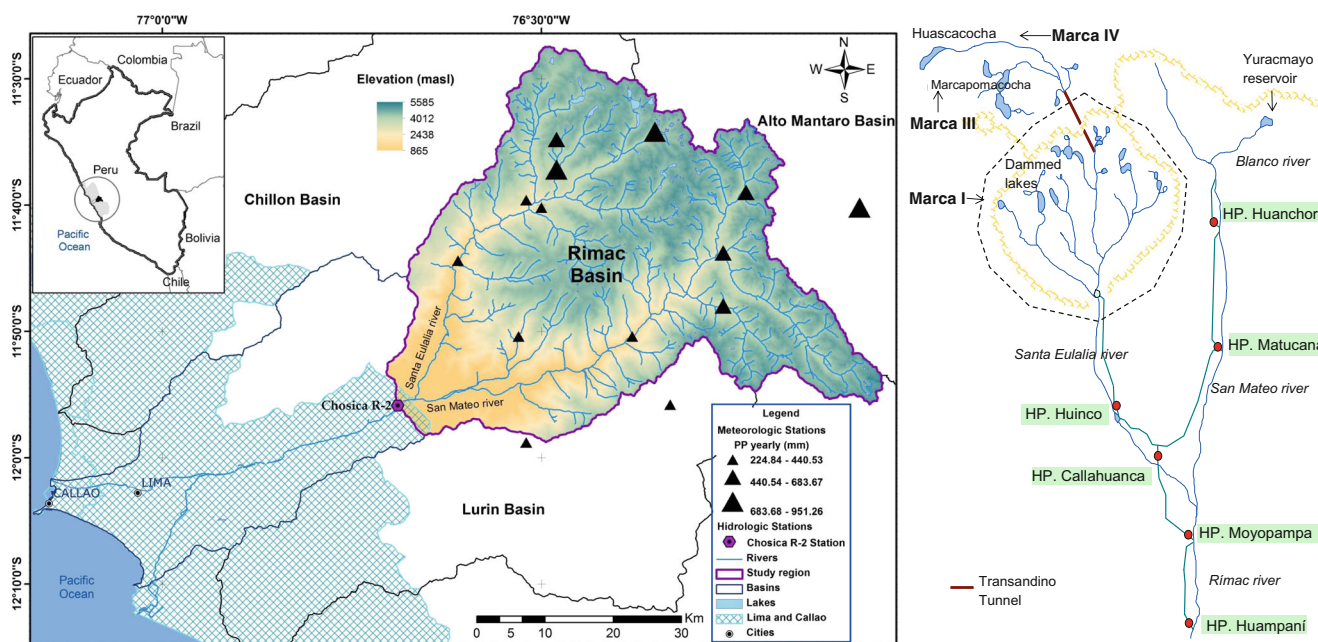 77°0'0"W
76°30'0"W
11°30'0"S
11°40'0"S
11°50'0"S
12°0'0"S
12°10'0"S
Colombia
Ecuador
Brazil
Peru
Pacific
Ocean
Bolivia
Chile
Elevation (masl)
5585
4012
2438
865
N
W
E
S
Alto Mantaro Basin
Chillon Basin
Rimac
Basin
Santa Eulalia river
Chosica R-2
San Mateo river
LIMA
CALLAO
Lurin Basin
Pacific
Ocean
Legend
Meteorologic Stations
PP yearly (mm)
224.84 - 440.53
440.54 - 683.67
683.68 - 951.26
Hidrologic Stations
Chosica R-2 Station
Rivers
Study region
Basins
Lakes
Lima and Callao
Cities
Km
0 5 10 20 30
Huascacocha
Marca IV
Yuracmayo
reservoir
Marcapomacocha
Marca III
Blanco river
Dammed
lakes
Marca I
HP. Huanchor
Santa Eulalia river
HP. Matucana
San Mateo river
HP. Huinco
HP. Callahuanca
HP. Moyopampa
Rímac river
Transandino
Tunnel
HP. Huampaní